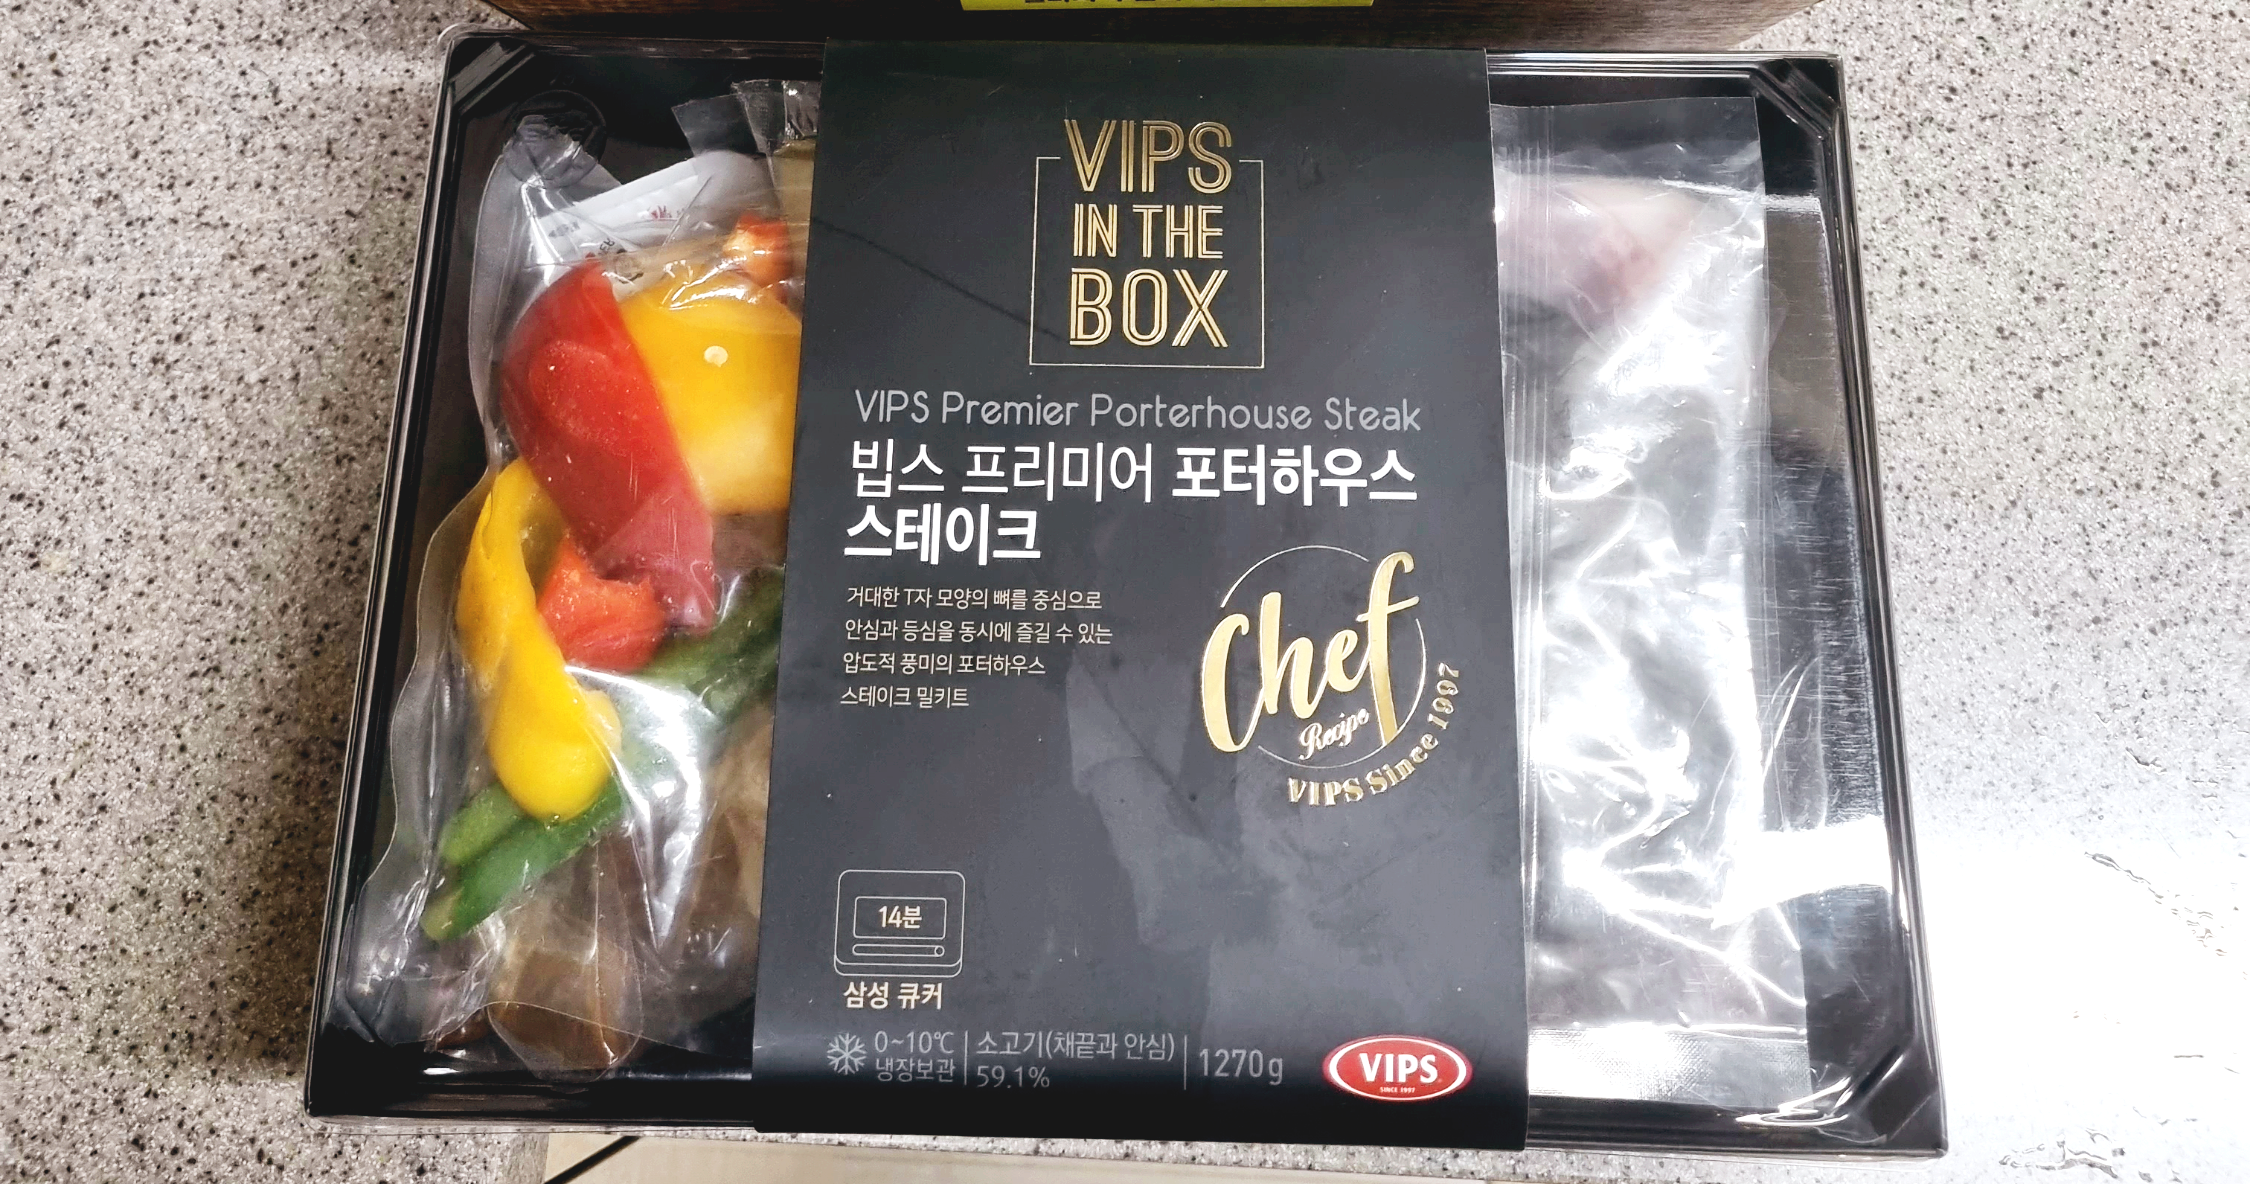 VIPS
IN THE
BOX
VIPS Premier Porterhouse Steak
빕스 프리미어 포터하우스
스테이크
거대한 T자 모양의 뼈를 중심으로
안심과 등심을 동시에 즐길 수 있는
압도적 풍미의 포터하우스
스테이크 밀키트
Chef
Recipe
VIPS Since 1997
14분
삼성 큐커
0~10℃
냉장보관
소고기(채끝과 안심)
59.1%
1270g
VIPS
SINCE 1997